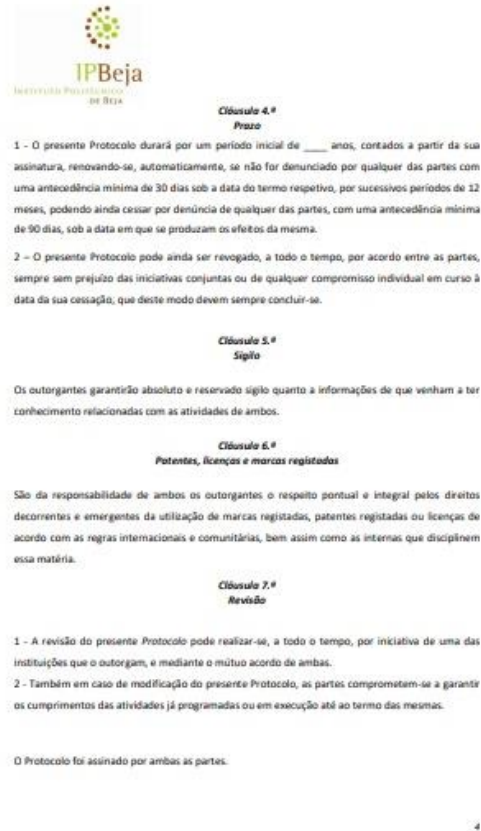 IPBeja
INSTITUTO POLITÉCNICO
DE BEJA
Cláusula 4.ª
Prazo
1 - O presente Protocolo durará por um período inicial de ____ anos, contados a partir da sua
assinatura, renovando-se, automaticamente, se não for denunciado por qualquer das partes com
uma antecedência mínima de 30 dias sob a data do termo respetivo, por sucessivos períodos de 12
meses, podendo ainda cessar por denúncia de qualquer das partes, com uma antecedência mínima
de 90 dias, sob a data em que se produzam os efeitos da mesma.
2 – O presente Protocolo pode ainda ser revogado, a todo o tempo, por acordo entre as partes,
sempre sem prejuízo das iniciativas conjuntas ou de qualquer compromisso individual em curso à
data da sua cessação, que deste modo devem sempre concluir-se.
Cláusula 5.ª
Sigilo
Os outorgantes garantirão absoluto e reservado sigilo quanto a informações de que venham a ter
conhecimento relacionadas com as atividades de ambos.
Cláusula 6.ª
Patentes, licenças e marcas registadas
São da responsabilidade de ambos os outorgantes o respeito pontual e integral pelos direitos
decorrentes e emergentes da utilização de marcas registadas, patentes registadas ou licenças de
acordo com as regras internacionais e comunitárias, bem assim como as internas que disciplinem
essa matéria.
Cláusula 7.ª
Revisão
1 - A revisão do presente Protocolo pode realizar-se, a todo o tempo, por iniciativa de uma das
instituições que o outorgam, e mediante o mútuo acordo de ambas.
2 - Também em caso de modificação do presente Protocolo, as partes comprometem-se a garantir
os cumprimentos das atividades já programadas ou em execução até ao termo das mesmas.
O Protocolo foi assinado por ambas as partes.
4